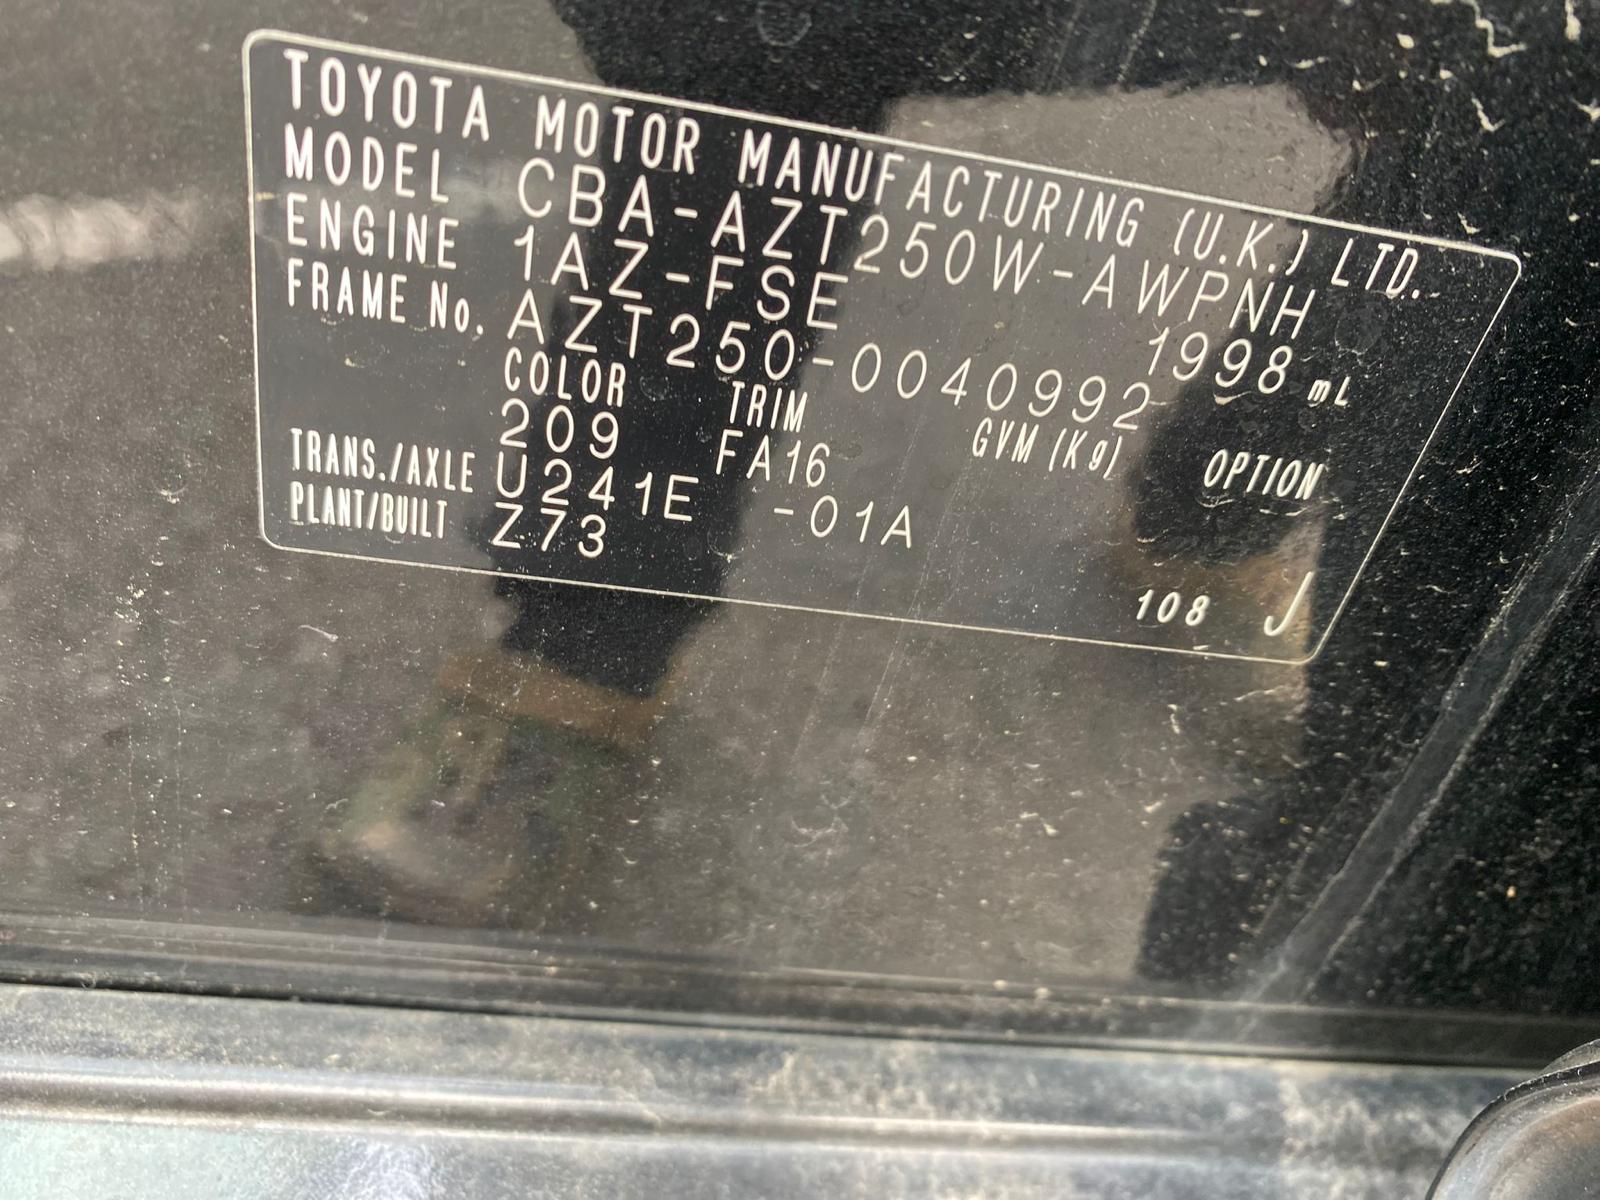 TOYOTA MOTOR MANUFACTURING (U.K.) LTD.
MODEL CBA-AZT250W-AWPNH
ENGINE 1AZ-FSE 1998 mL
FRAME No. AZT250-0040992
COLOR TRIM GVM (Kg) OPTION
209 FA16
TRANS./AXLE U241E -01A
PLANT/BUILT Z73
108 J